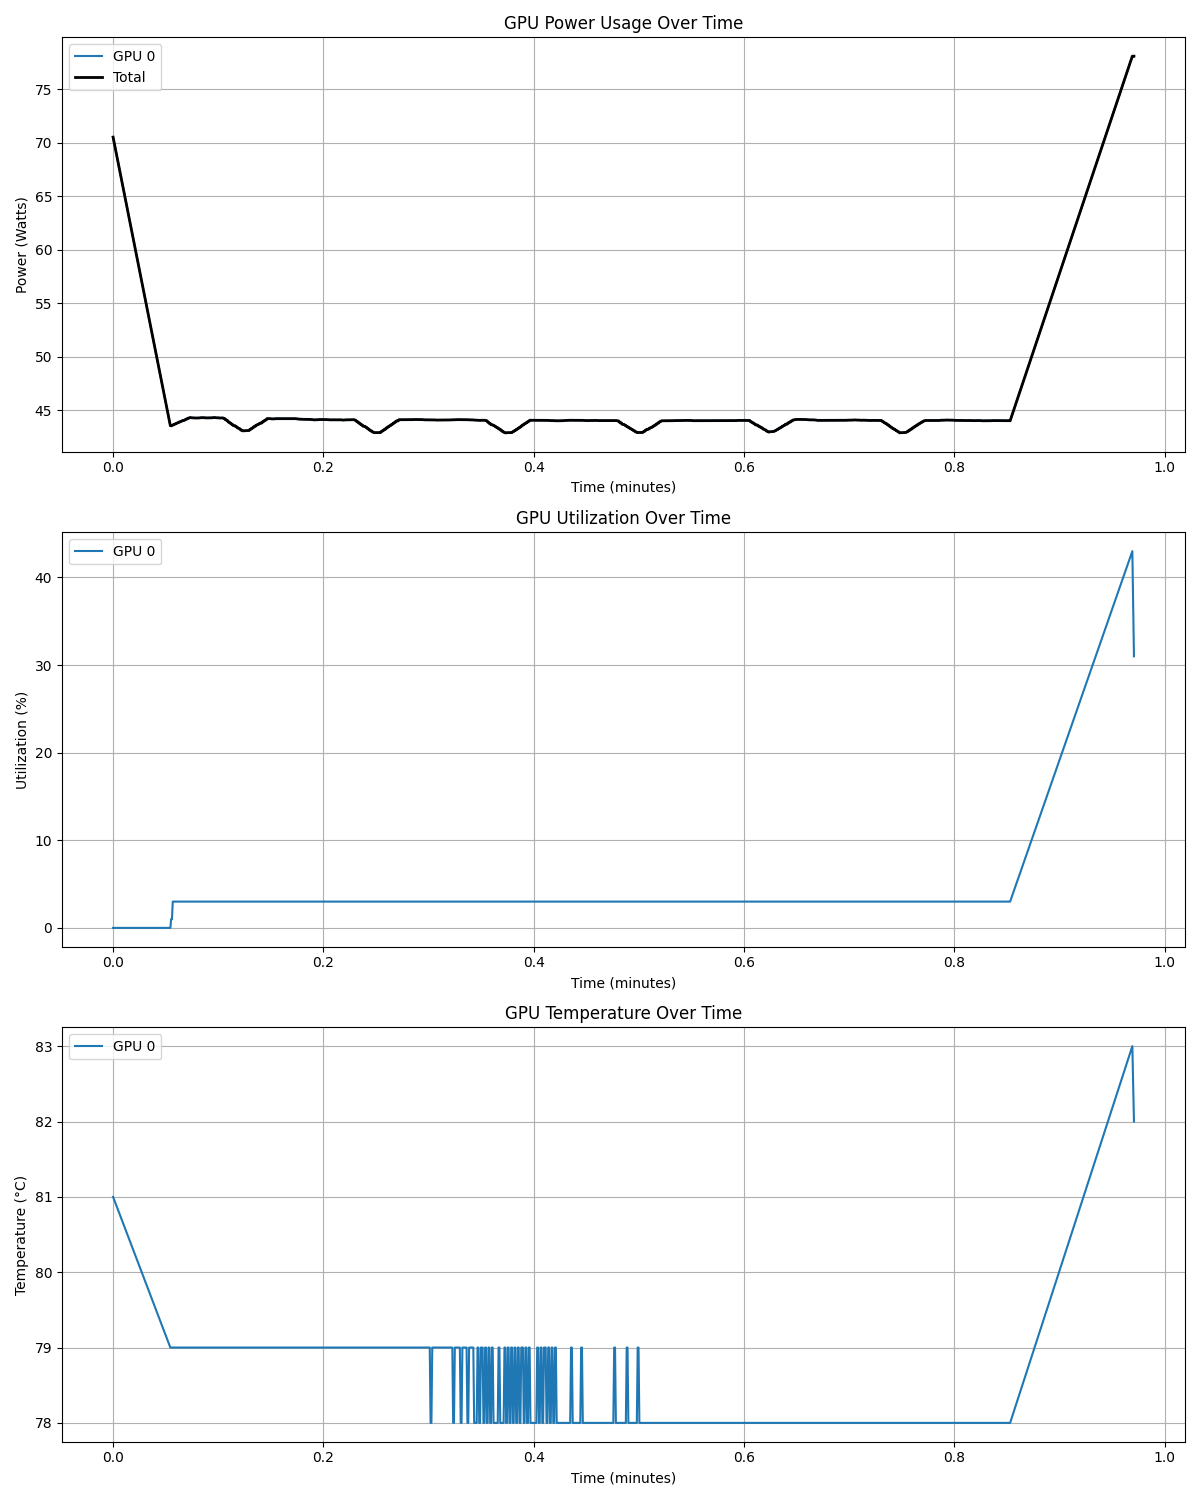 GPU Power Usage Over Time
GPU 0
Total
75
70
65
60
55
50
45
Power (Watts)
0.0 0.2 0.4 0.6 0.8 1.0
Time (minutes)
GPU Utilization Over Time
GPU 0
40
30
20
10
0
Utilization (%)
0.0 0.2 0.4 0.6 0.8 1.0
Time (minutes)
GPU Temperature Over Time
GPU 0
83
82
81
80
79
78
Temperature (°C)
0.0 0.2 0.4 0.6 0.8 1.0
Time (minutes)